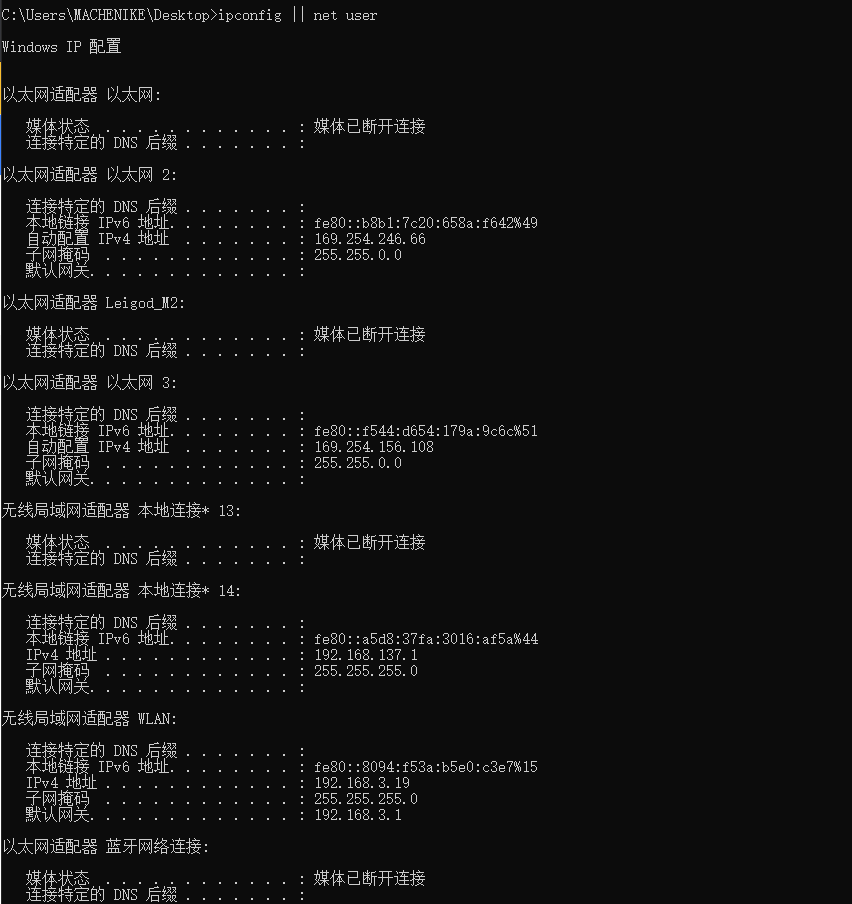 C:\Users\MACHENIKE\Desktop>ipconfig || net user
Windows IP 配置
以太网适配器 以太网:
媒体状态 . . . . . . . . . . . . : 媒体已断开连接
连接特定的 DNS 后缀 . . . . . . . :
以太网适配器 以太网 2:
连接特定的 DNS 后缀 . . . . . . . :
本地链接 IPv6 地址. . . . . . . . : fe80::b8b1:7c20:658a:f642%49
自动配置 IPv4 地址 . . . . . . . : 169.254.246.66
子网掩码 . . . . . . . . . . . . : 255.255.0.0
默认网关. . . . . . . . . . . . . :
以太网适配器 Leigod_M2:
媒体状态 . . . . . . . . . . . . : 媒体已断开连接
连接特定的 DNS 后缀 . . . . . . . :
以太网适配器 以太网 3:
连接特定的 DNS 后缀 . . . . . . . :
本地链接 IPv6 地址. . . . . . . . : fe80::f544:d654:179a:9c6c%51
自动配置 IPv4 地址 . . . . . . . : 169.254.156.108
子网掩码 . . . . . . . . . . . . : 255.255.0.0
默认网关. . . . . . . . . . . . . :
无线局域网适配器 本地连接* 13:
媒体状态 . . . . . . . . . . . . : 媒体已断开连接
连接特定的 DNS 后缀 . . . . . . . :
无线局域网适配器 本地连接* 14:
连接特定的 DNS 后缀 . . . . . . . :
本地链接 IPv6 地址. . . . . . . . : fe80::a5d8:37fa:3016:af5a%44
IPv4 地址 . . . . . . . . . . . . : 192.168.137.1
子网掩码 . . . . . . . . . . . . : 255.255.255.0
默认网关. . . . . . . . . . . . . :
无线局域网适配器 WLAN:
连接特定的 DNS 后缀 . . . . . . . :
本地链接 IPv6 地址. . . . . . . . : fe80::8094:f53a:b5e0:c3e7%15
IPv4 地址 . . . . . . . . . . . . : 192.168.3.19
子网掩码 . . . . . . . . . . . . : 255.255.255.0
默认网关. . . . . . . . . . . . . : 192.168.3.1
以太网适配器 蓝牙网络连接:
媒体状态 . . . . . . . . . . . . : 媒体已断开连接
连接特定的 DNS 后缀 . . . . . . . :